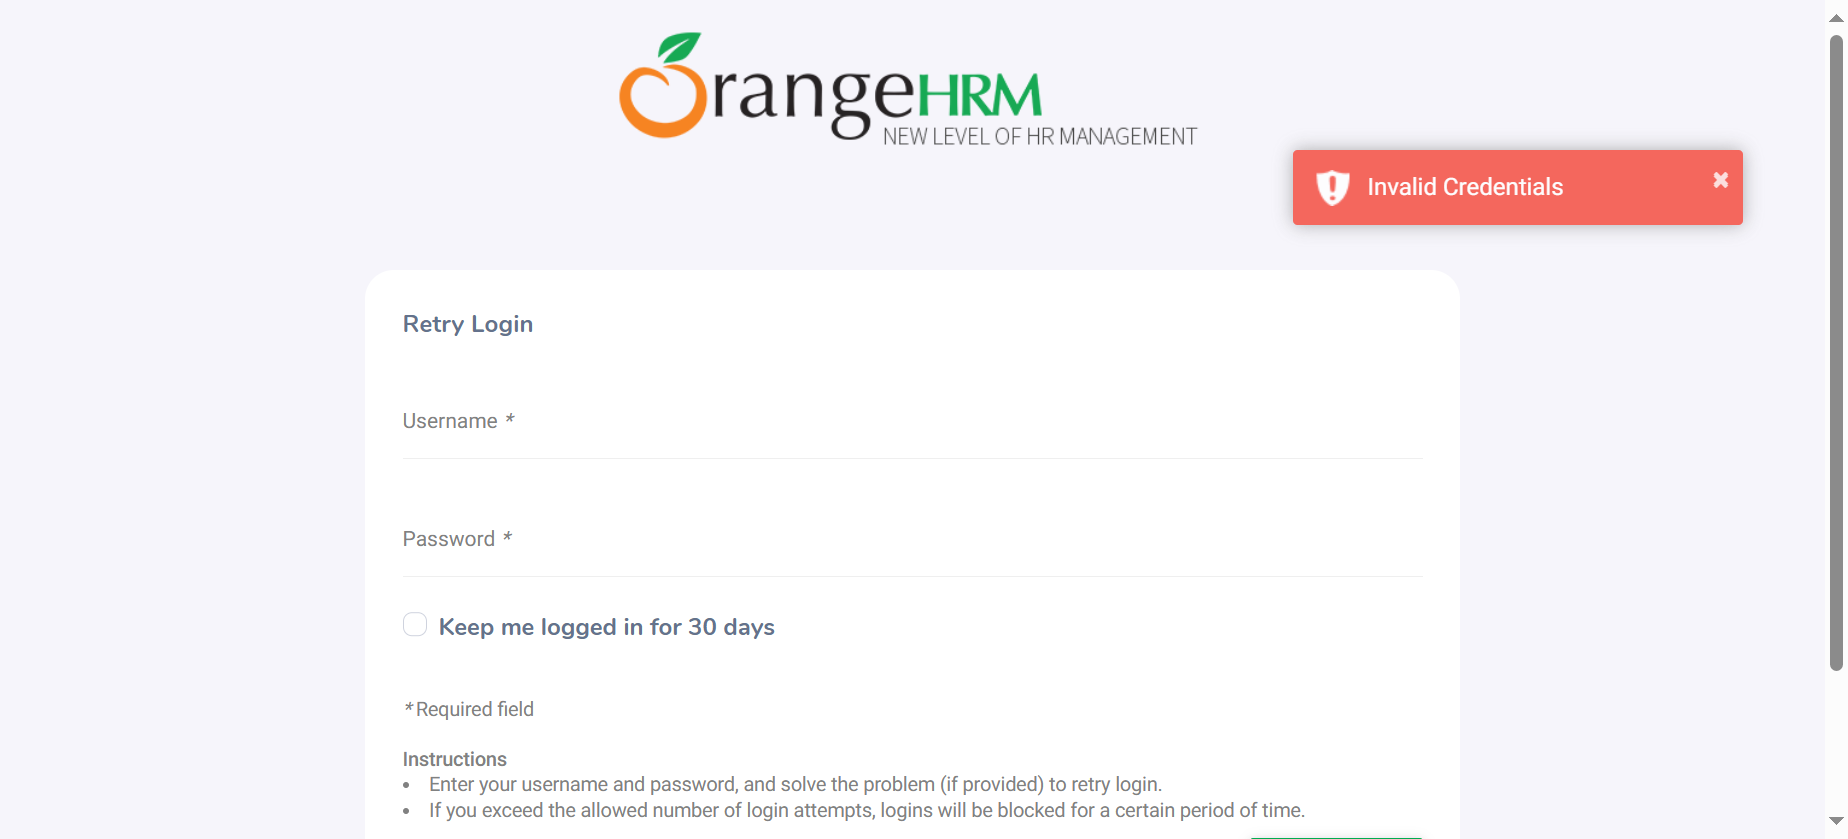 OrangeHRM
NEW LEVEL OF HR MANAGEMENT
Invalid Credentials
Retry Login
Username *
Password *
Keep me logged in for 30 days
* Required field
Instructions
• Enter your username and password, and solve the problem (if provided) to retry login.
• If you exceed the allowed number of login attempts, logins will be blocked for a certain period of time.